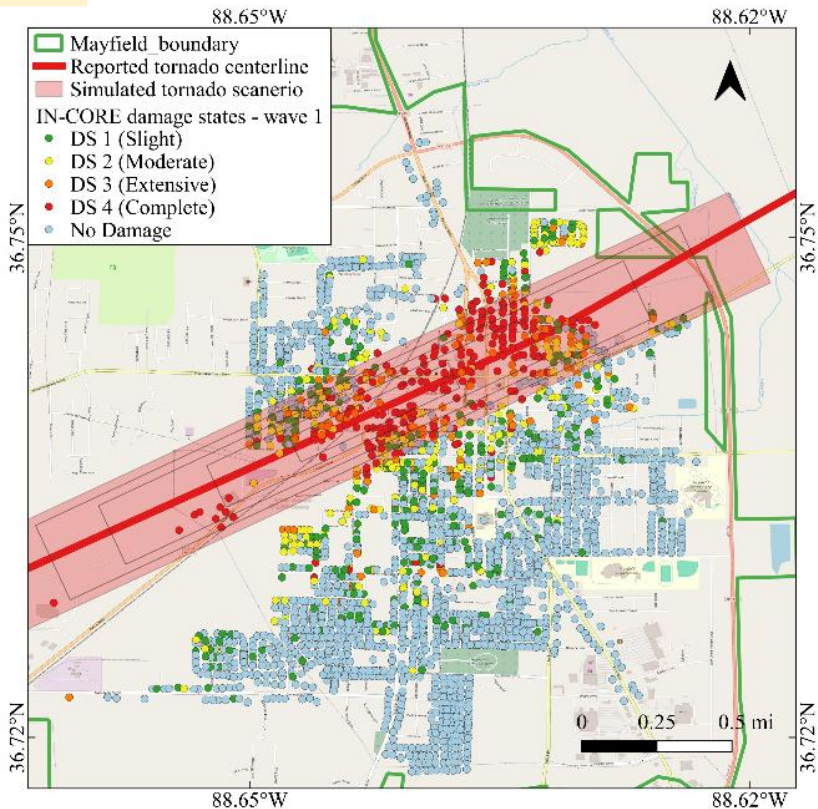 88.65°W 88.62°W
Mayfield_boundary
Reported tornado centerline
Simulated tornado scanerio
IN-CORE damage states - wave 1
DS 1 (Slight)
DS 2 (Moderate)
DS 3 (Extensive)
DS 4 (Complete)
No Damage
36.75°N 36.75°N
36.72°N 36.72°N
0 0.25 0.5 mi
88.65°W 88.62°W